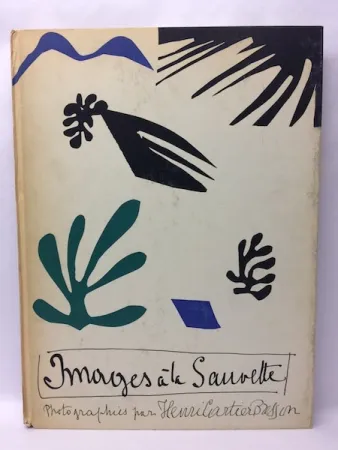 Images à la Sauvette
Photographies par Henri Cartier Bresson